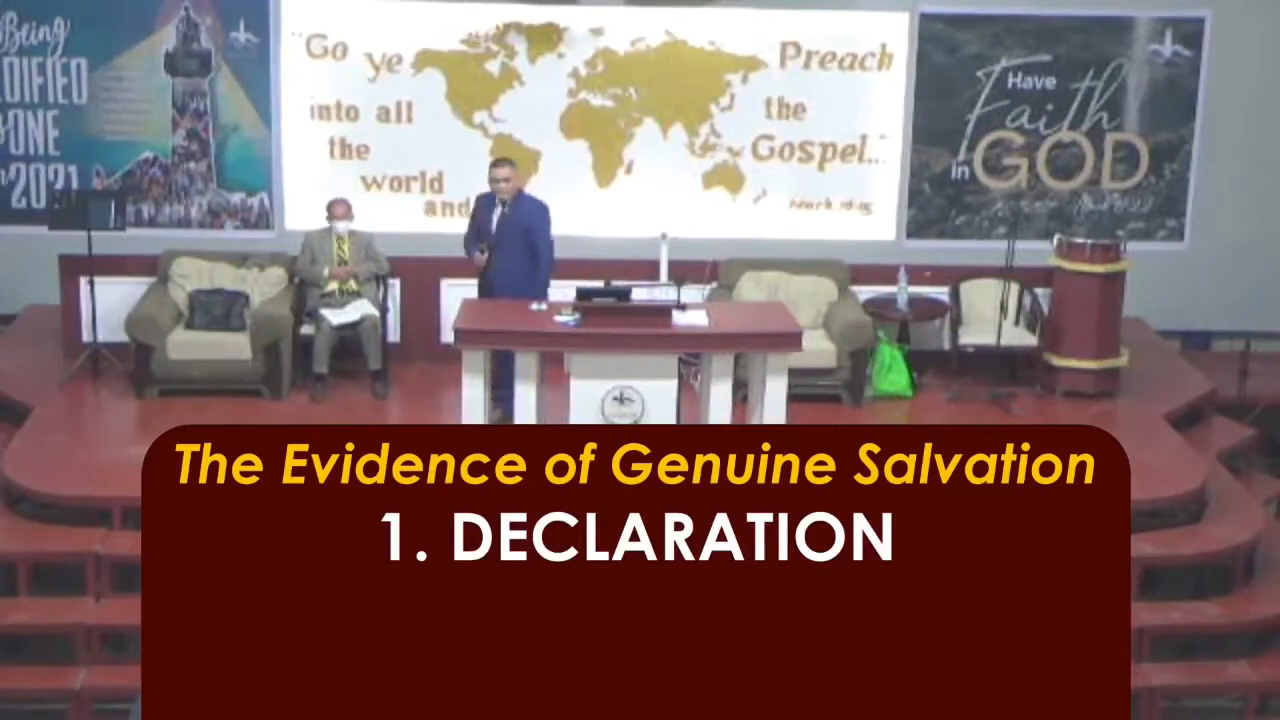 Being
EDIFIED
ONE
2021
"Go ye
into all
the
world
and
Preach
the
Gospel...
Mark 16:15
Have
Faith
in GOD
The Evidence of Genuine Salvation
1. DECLARATION